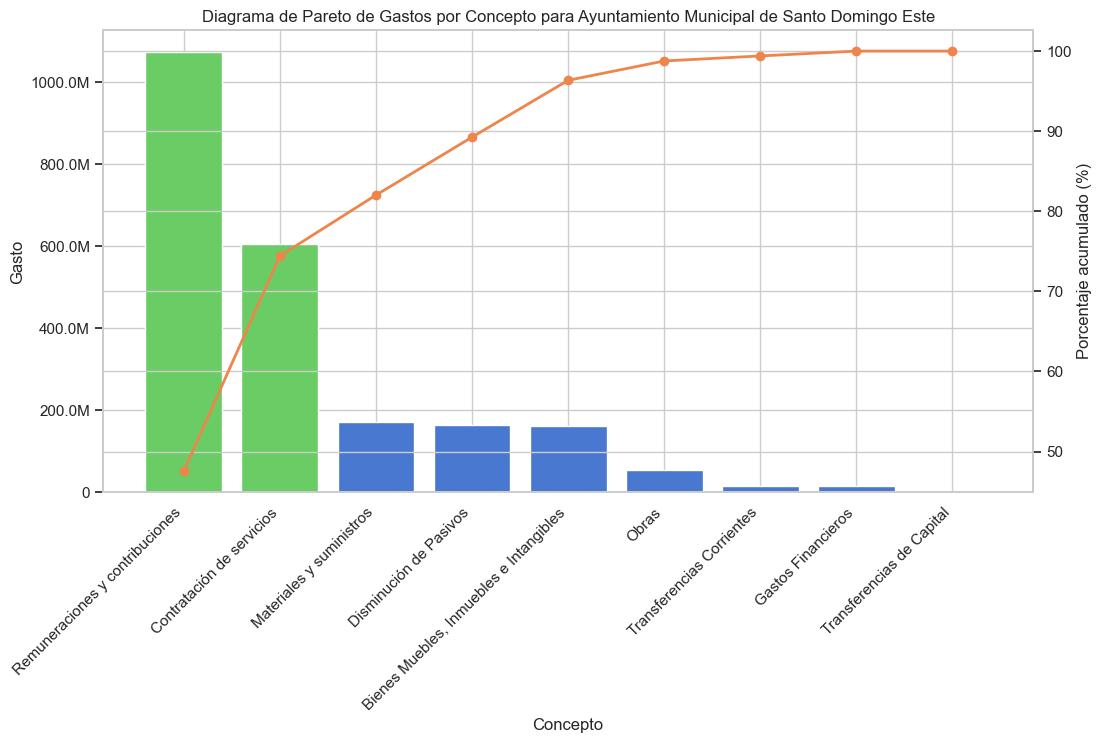 Diagrama de Pareto de Gastos por Concepto para Ayuntamiento Municipal de Santo Domingo Este
1000.0M
800.0M
600.0M
400.0M
200.0M
0
Gasto
100
90
80
70
60
50
Porcentaje acumulado (%)
Remuneraciones y contribuciones
Contratación de servicios
Materiales y suministros
Disminución de Pasivos
Bienes Muebles, Inmuebles e Intangibles
Obras
Transferencias Corrientes
Gastos Financieros
Transferencias de Capital
Concepto